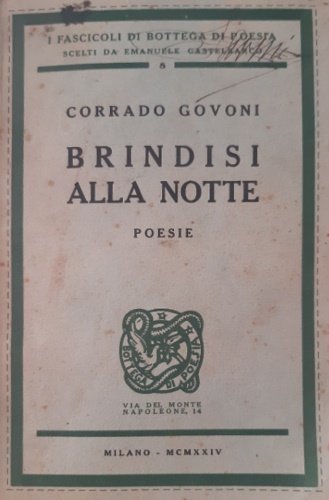 I FASCICOLI DI BOTTEGA DI POESIA
SCELTI DA EMANUELE CASTELBARCO
8
CORRADO GOVONI
BRINDISI
ALLA NOTTE
POESIE
BOTTEGA DI POESIA
VIA DEL MONTE
NAPOLEONE, 14
MILANO - MCMXXIV